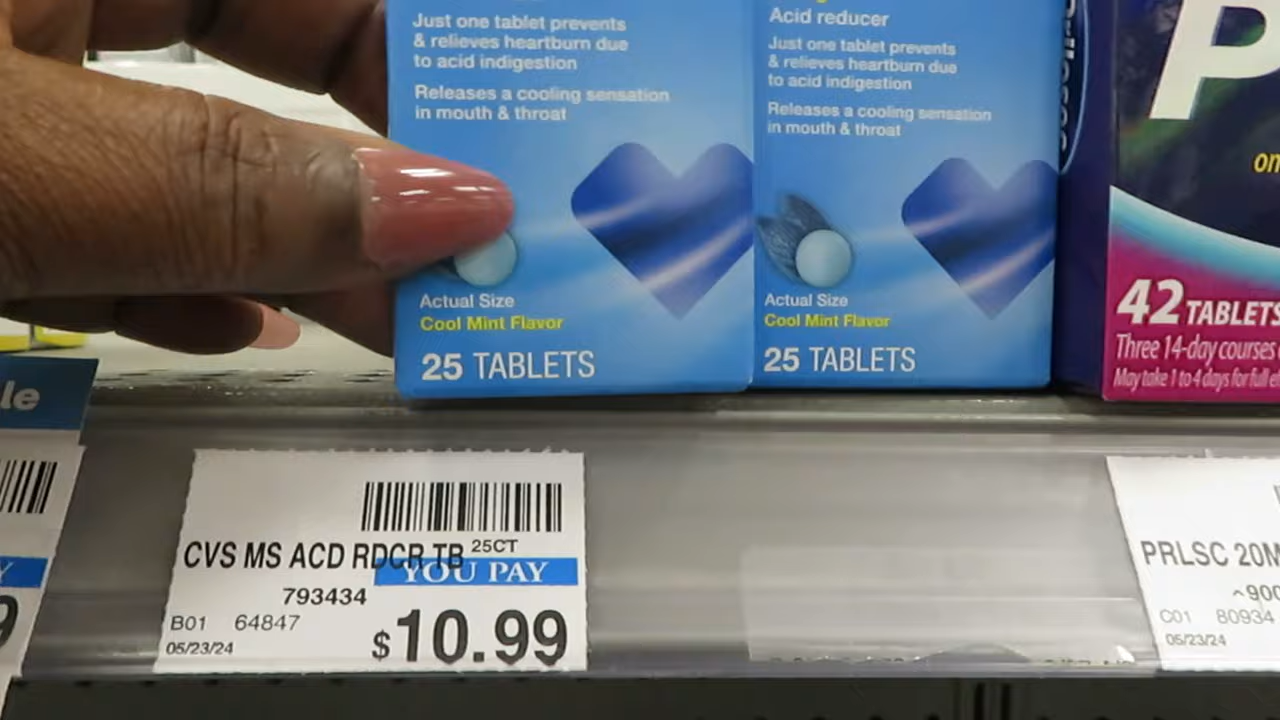 Just one tablet prevents
& relieves heartburn due
to acid indigestion
Releases a cooling sensation
in mouth & throat
Actual Size
Cool Mint Flavor
25 TABLETS
Acid reducer
Just one tablet prevents
& relieves heartburn due
to acid indigestion
Releases a cooling sensation
in mouth & throat
Actual Size
Cool Mint Flavor
25 TABLETS
P
42 TABLETS
Three 14-day courses
May take 1 to 4 days for full
le
CVS MS ACD RDCR TB 25CT
YOU PAY
793434
B01 64847
05/23/24
$10.99
PRLSC 20M
^900
C01 80934
05/23/24